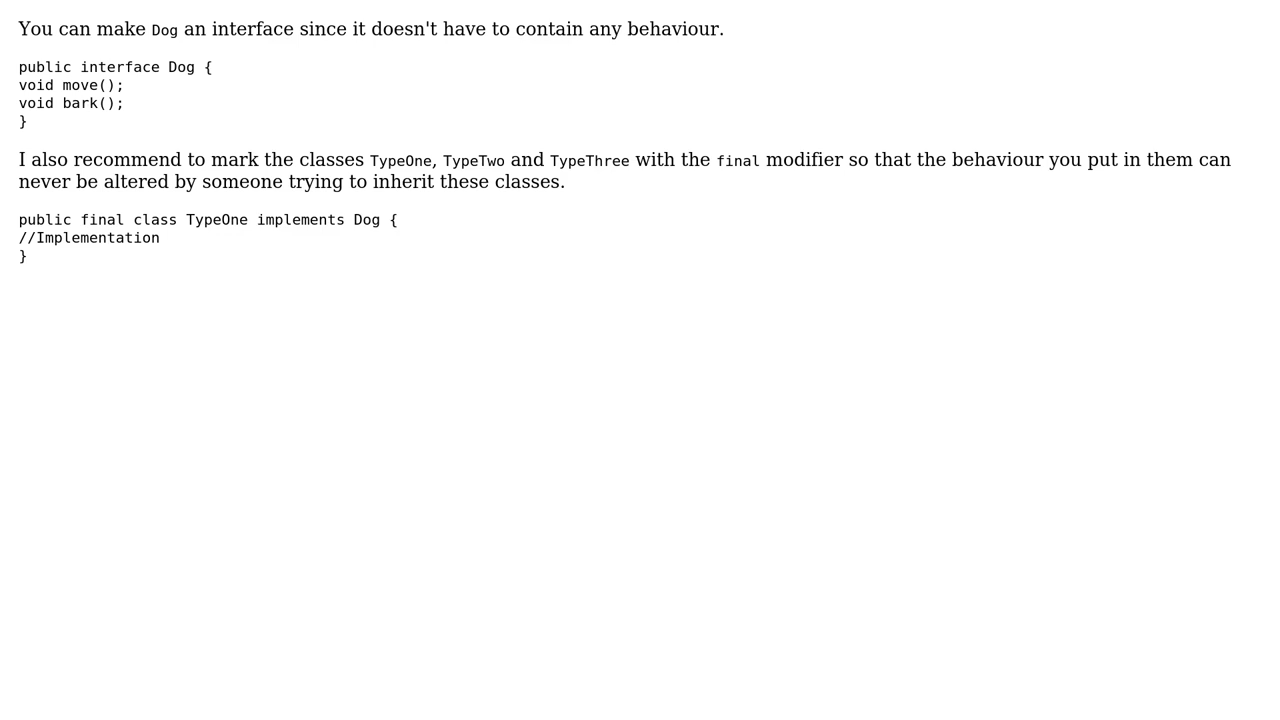 You can make Dog an interface since it doesn't have to contain any behaviour.
public interface Dog {
void move();
void bark();
}
I also recommend to mark the classes TypeOne, TypeTwo and TypeThree with the final modifier so that the behaviour you put in them can
never be altered by someone trying to inherit these classes.
public final class TypeOne implements Dog {
//Implementation
}